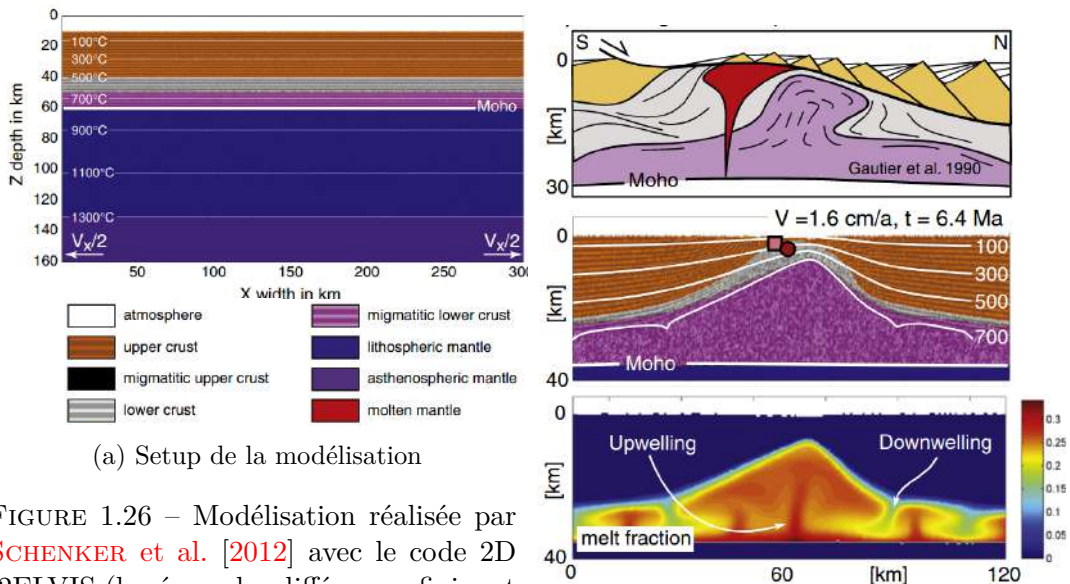 0
20
40
60
80
100
120
140
160
Z depth in km
100°C
300°C
500°C
700°C
Moho
900°C
1100°C
1300°C
Vx/2
Vx/2
50
100
150
200
250
300
X width in km
atmosphere
migmatitic lower crust
upper crust
lithospheric mantle
migmatitic upper crust
asthenospheric mantle
lower crust
molten mantle
(a) Setup de la modélisation
FIGURE 1.26 – Modélisation réalisée par
SCHENKER et al. [2012] avec le code 2D
S
N
0
[km]
30
Moho
Gautier et al. 1990
V =1.6 cm/a, t = 6.4 Ma
0
[km]
40
100
300
500
700
Moho
0
[km]
40
Upwelling
Downwelling
melt fraction
0
60
[km]
120
0.3
0.25
0.2
0.15
0.1
0.05
0